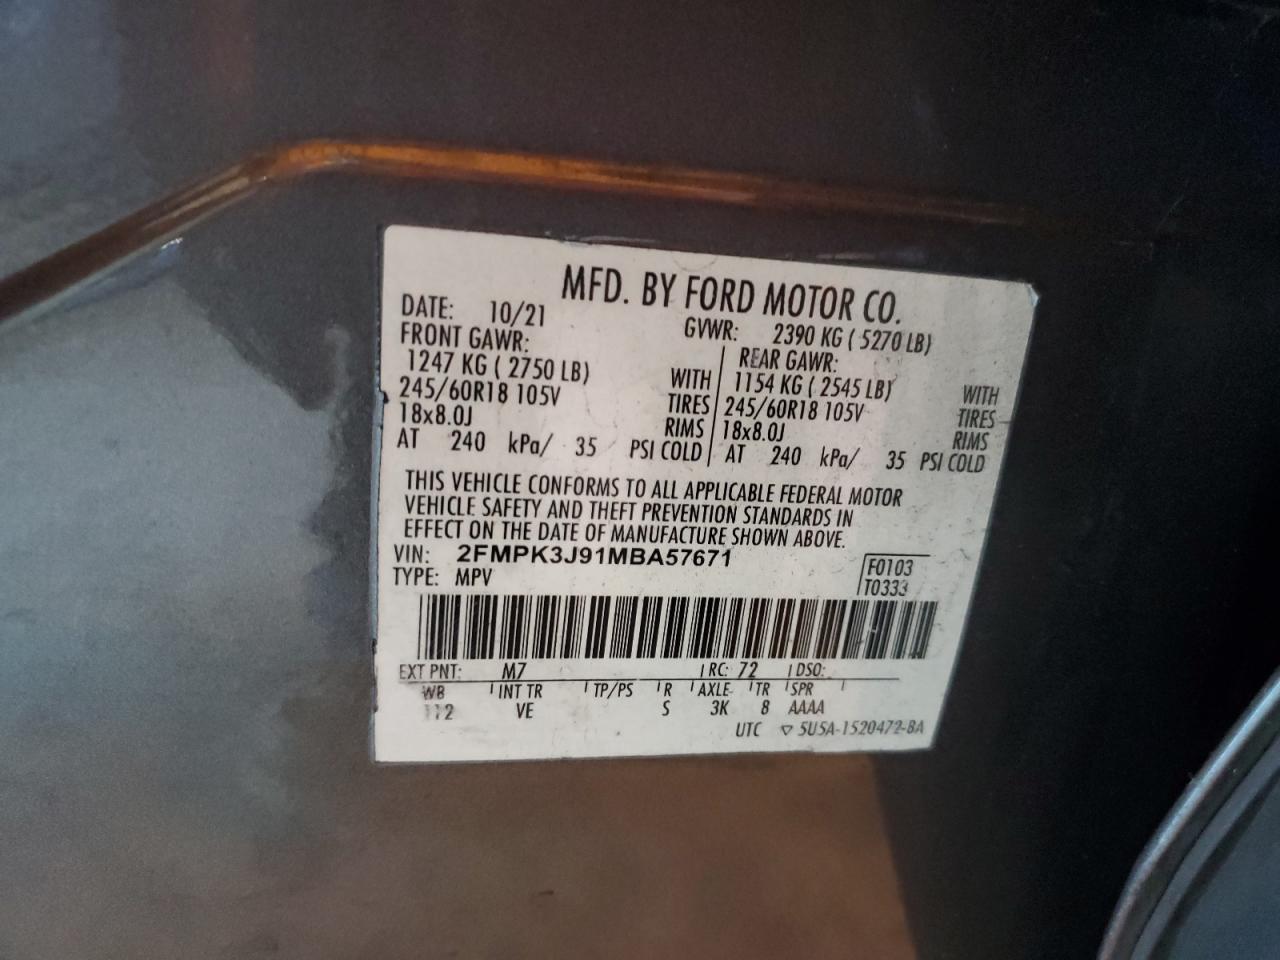 MFD. BY FORD MOTOR CO.
DATE: 10/21 GVWR: 2390 KG ( 5270 LB)
FRONT GAWR: REAR GAWR:
1247 KG ( 2750 LB) WITH 1154 KG ( 2545 LB) WITH
245/60R18 105V TIRES 245/60R18 105V TIRES
18x8.0J RIMS 18x8.0J RIMS
AT 240 kPa/ 35 PSI COLD AT 240 kPa/ 35 PSI COLD
THIS VEHICLE CONFORMS TO ALL APPLICABLE FEDERAL MOTOR
VEHICLE SAFETY AND THEFT PREVENTION STANDARDS IN
EFFECT ON THE DATE OF MANUFACTURE SHOWN ABOVE.
VIN: 2FMPK3J91MBA57671 F0103
TYPE: MPV T0333
EXT PNT: M7 RC: 72 DSO:
WB INT TR TP/PS R AXLE TR SPR
112 VE S 3K 8 AAAA
UTC ▽ 5U5A-1520472-BA